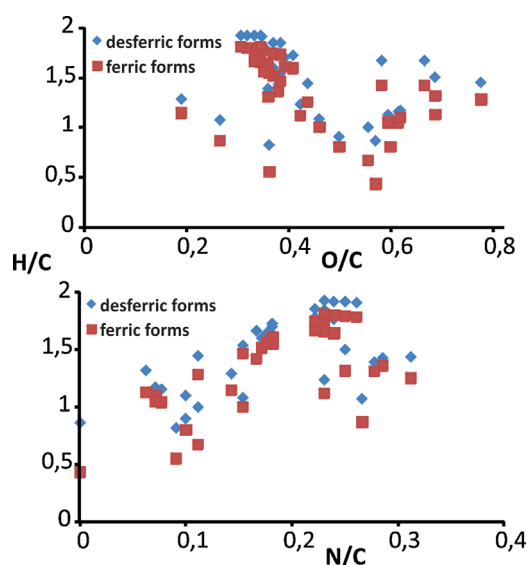 2
desferric forms
ferric forms
1,5
1
0,5
0
H/C
0 0,2 0,4 0,6 0,8
O/C
2
desferric forms
ferric forms
1,5
1
0,5
0
0 0,1 0,2 0,3 0,4
N/C